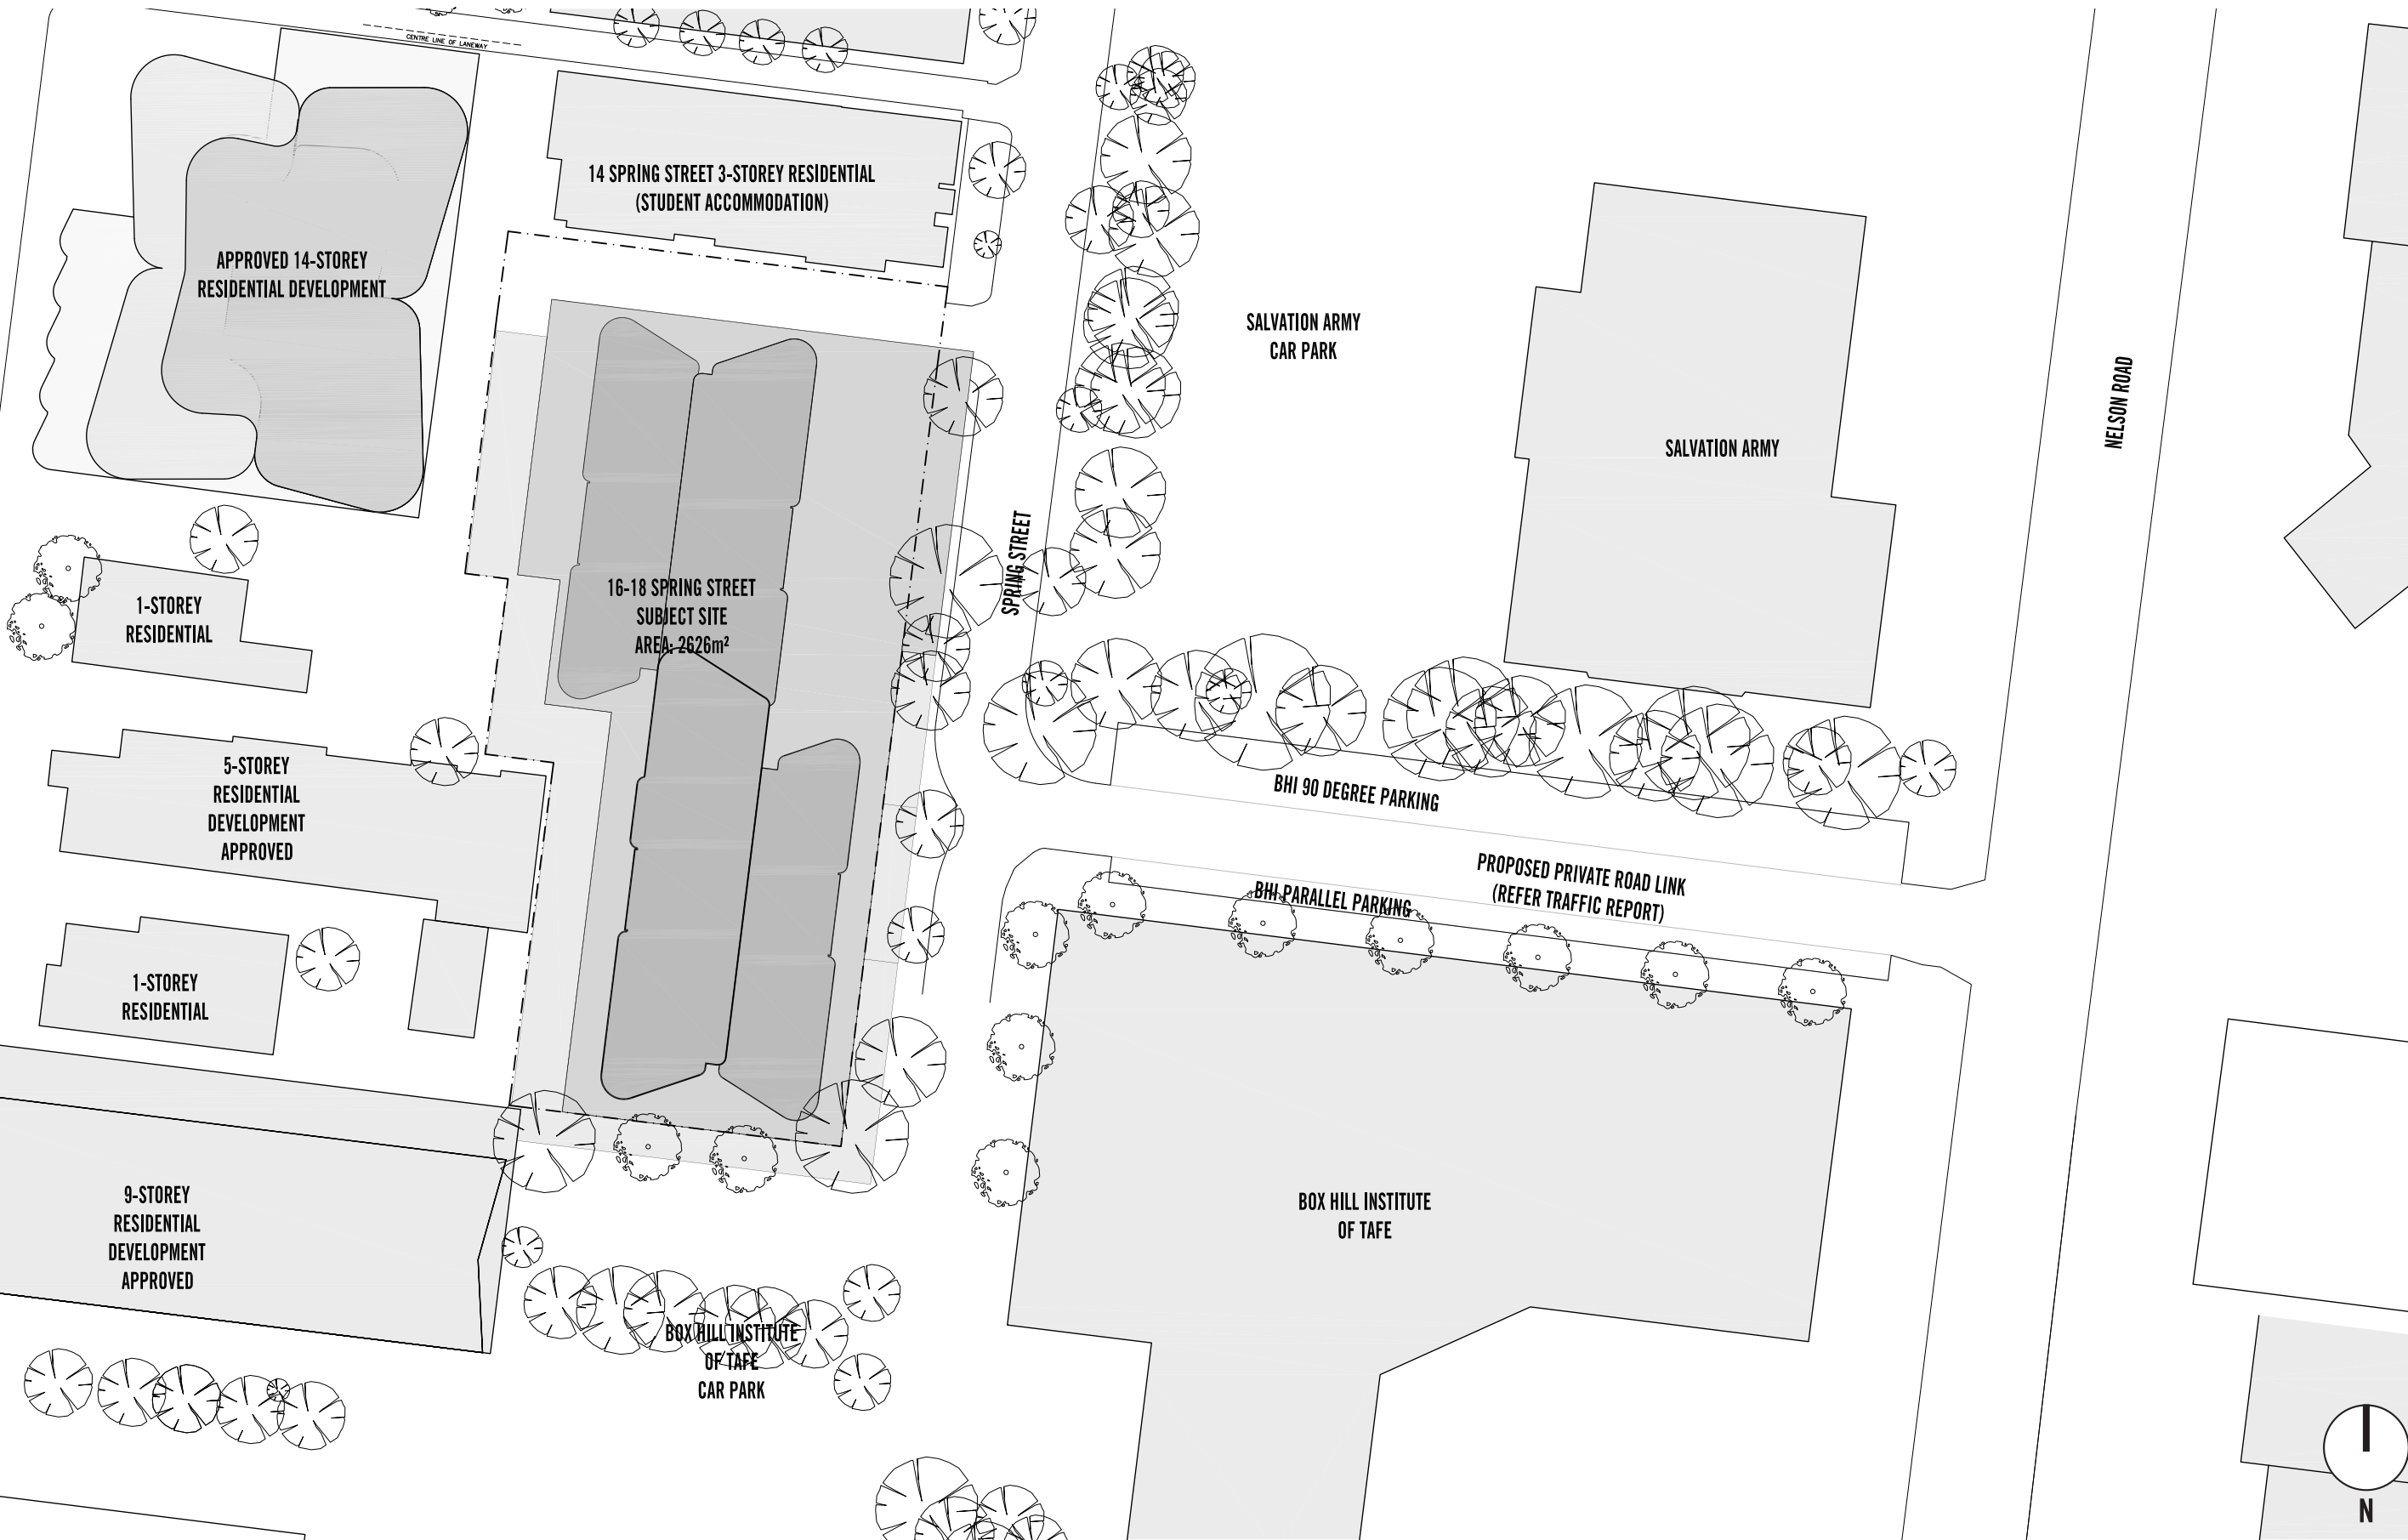 CENTRE LINE OF LANEWAY
14 SPRING STREET 3-STOREY RESIDENTIAL
(STUDENT ACCOMMODATION)
APPROVED 14-STOREY
RESIDENTIAL DEVELOPMENT
SALVATION ARMY
CAR PARK
SALVATION ARMY
NELSON ROAD
SPRING STREET
16-18 SPRING STREET
SUBJECT SITE
AREA: 2626m²
1-STOREY
RESIDENTIAL
5-STOREY
RESIDENTIAL
DEVELOPMENT
APPROVED
BHI 90 DEGREE PARKING
PROPOSED PRIVATE ROAD LINK
(REFER TRAFFIC REPORT)
BHI PARALLEL PARKING
1-STOREY
RESIDENTIAL
9-STOREY
RESIDENTIAL
DEVELOPMENT
APPROVED
BOX HILL INSTITUTE
OF TAFE
BOX HILL INSTITUTE
OF TAFE
CAR PARK
N